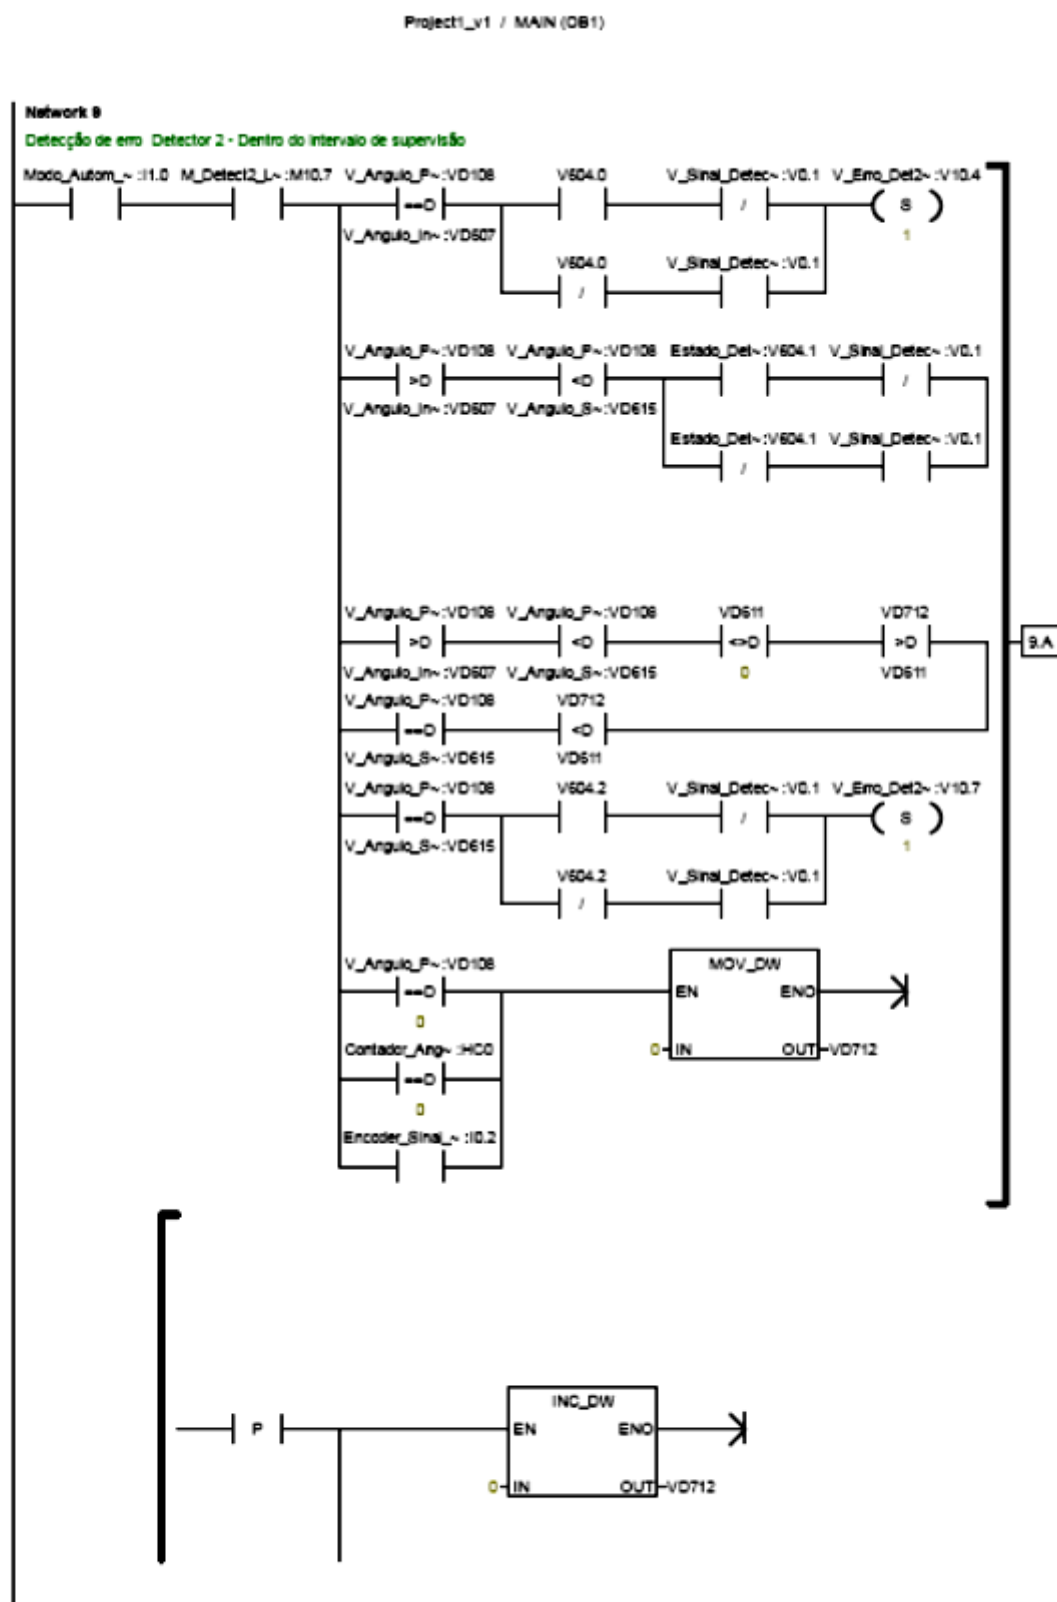 Project1_v1 / MAIN (OB1)
Network 9
Detecção de erro Detector 2 - Dentro do intervalo de supervisão
Modo_Autom_~ :I1.0 M_Detect2_L~ :M10.7 V_Angulo_P~:VD108 V604.0 V_Sinal_Detec~ :V0.1 V_Erro_Det2~ :V10.4
==D / S
V_Angulo_In~ :VD607 1
V604.0 V_Sinal_Detec~ :V0.1
/
V_Angulo_P~:VD108 V_Angulo_P~:VD108 Estado_Det~:V604.1 V_Sinal_Detec~ :V0.1
>D <D /
V_Angulo_In~ :VD607 V_Angulo_S~:VD615
Estado_Det~:V604.1 V_Sinal_Detec~ :V0.1
/
V_Angulo_P~:VD108 V_Angulo_P~:VD108 VD611 VD712
>D <D <>D >D 9.A
V_Angulo_In~ :VD607 V_Angulo_S~:VD615 0 VD611
V_Angulo_P~:VD108 VD712
==D <D
V_Angulo_S~:VD615 VD611
V_Angulo_P~:VD108 V604.2 V_Sinal_Detec~ :V0.1 V_Erro_Det2~ :V10.7
==D / S
V_Angulo_S~:VD615 1
V604.2 V_Sinal_Detec~ :V0.1
/
V_Angulo_P~:VD108 MOV_DW
==D EN ENO
0
Contador_Ang~ :HC0 0 IN OUT VD712
==D
0
Encoder_Sinal_~ :I0.2
INC_DW
P EN ENO
0 IN OUT VD712